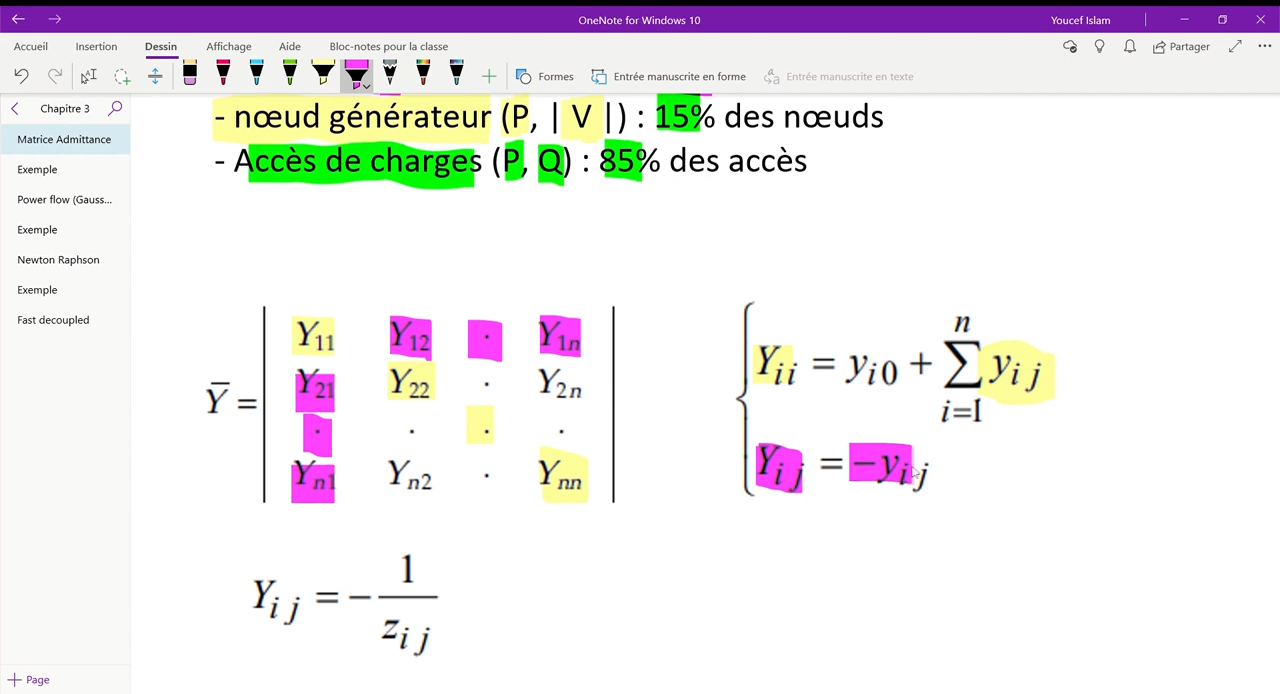 OneNote for Windows 10
Youcef Islam
Accueil Insertion Dessin Affichage Aide Bloc-notes pour la classe
Partager
Formes Entrée manuscrite en forme Entrée manuscrite en texte
Chapitre 3
Matrice Admittance
Exemple
Power flow (Gauss...
Exemple
Newton Raphson
Exemple
Fast decoupled
Page
- nœud générateur (P, | V |) : 15% des nœuds
- Accès de charges (P, Q) : 85% des accès
Y̅ = | Y11 Y12 . Y1n |
| Y21 Y22 . Y2n |
| . . . . |
| Yn1 Yn2 . Ynn |
Yii = yi0 + ∑ni=1 yij
Yij = −yij
Yij = − 1/zij